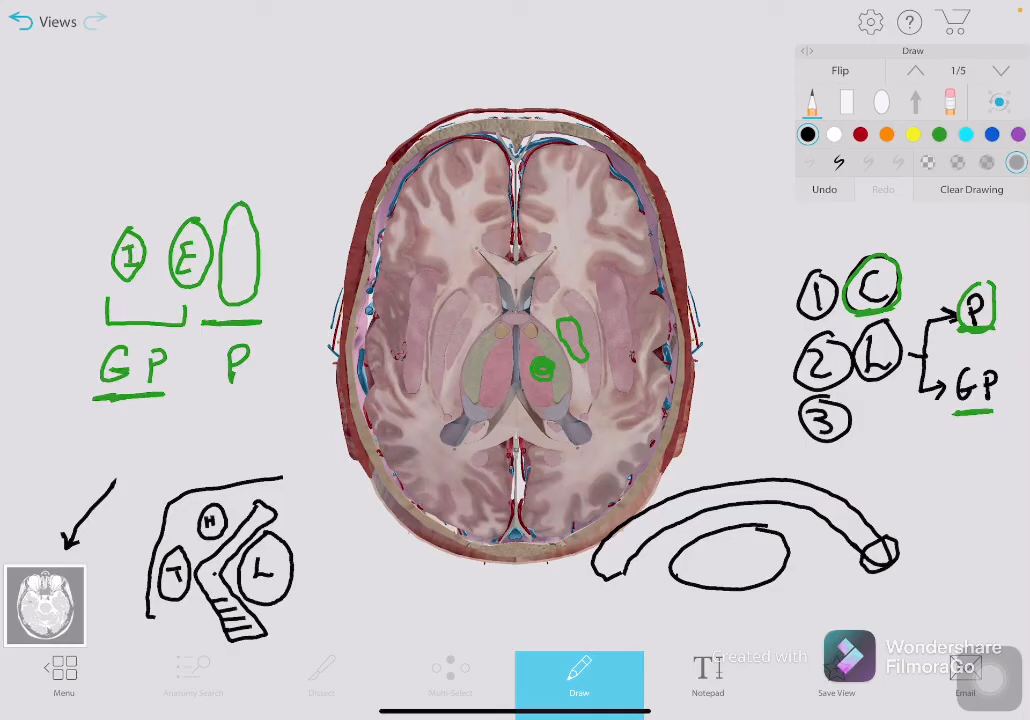 Views
Draw
Flip
1/5
Undo
Redo
Clear Drawing
I E
G P P
1 C
2 L
3
P
GP
H
T L
Created with
Wondershare
FilmoraGo
Menu
Anatomy Search
Dissect
Multi-Select
Draw
Notepad
Save View
Email